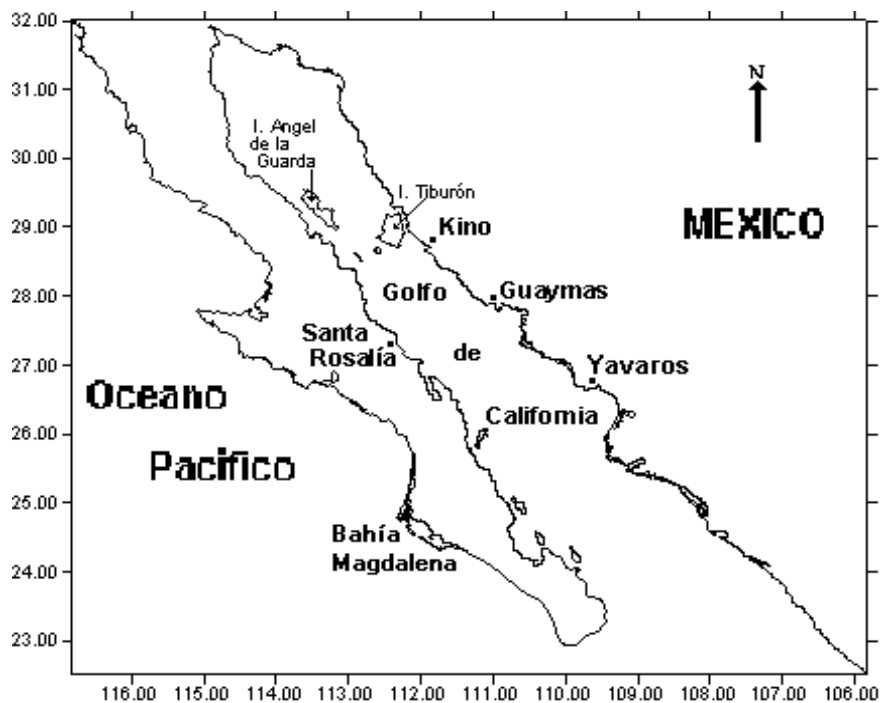 32.00
31.00
30.00
29.00
28.00
27.00
26.00
25.00
24.00
23.00
N
I. Angel
de la
Guarda
I. Tiburón
Kino
MEXICO
Golfo
Guaymas
Santa
Rosalía
de
Yavaros
Oceano
California
Pacifico
Bahía
Magdalena
116.00 115.00 114.00 113.00 112.00 111.00 110.00 109.00 108.00 107.00 106.00